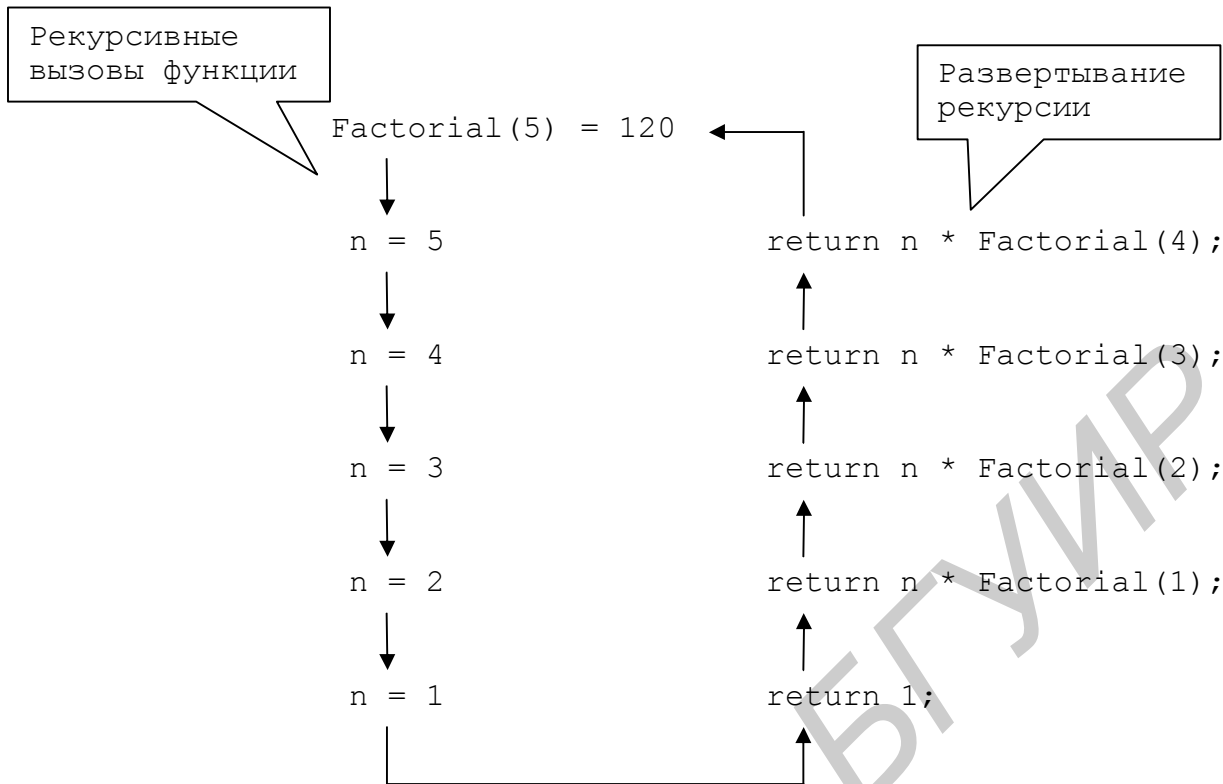 Рекурсивные
вызовы функции
Развертывание
рекурсии
Factorial(5) = 120
n = 5
return n * Factorial(4);
n = 4
return n * Factorial(3);
n = 3
return n * Factorial(2);
n = 2
return n * Factorial(1);
n = 1
return 1;
БГУИР